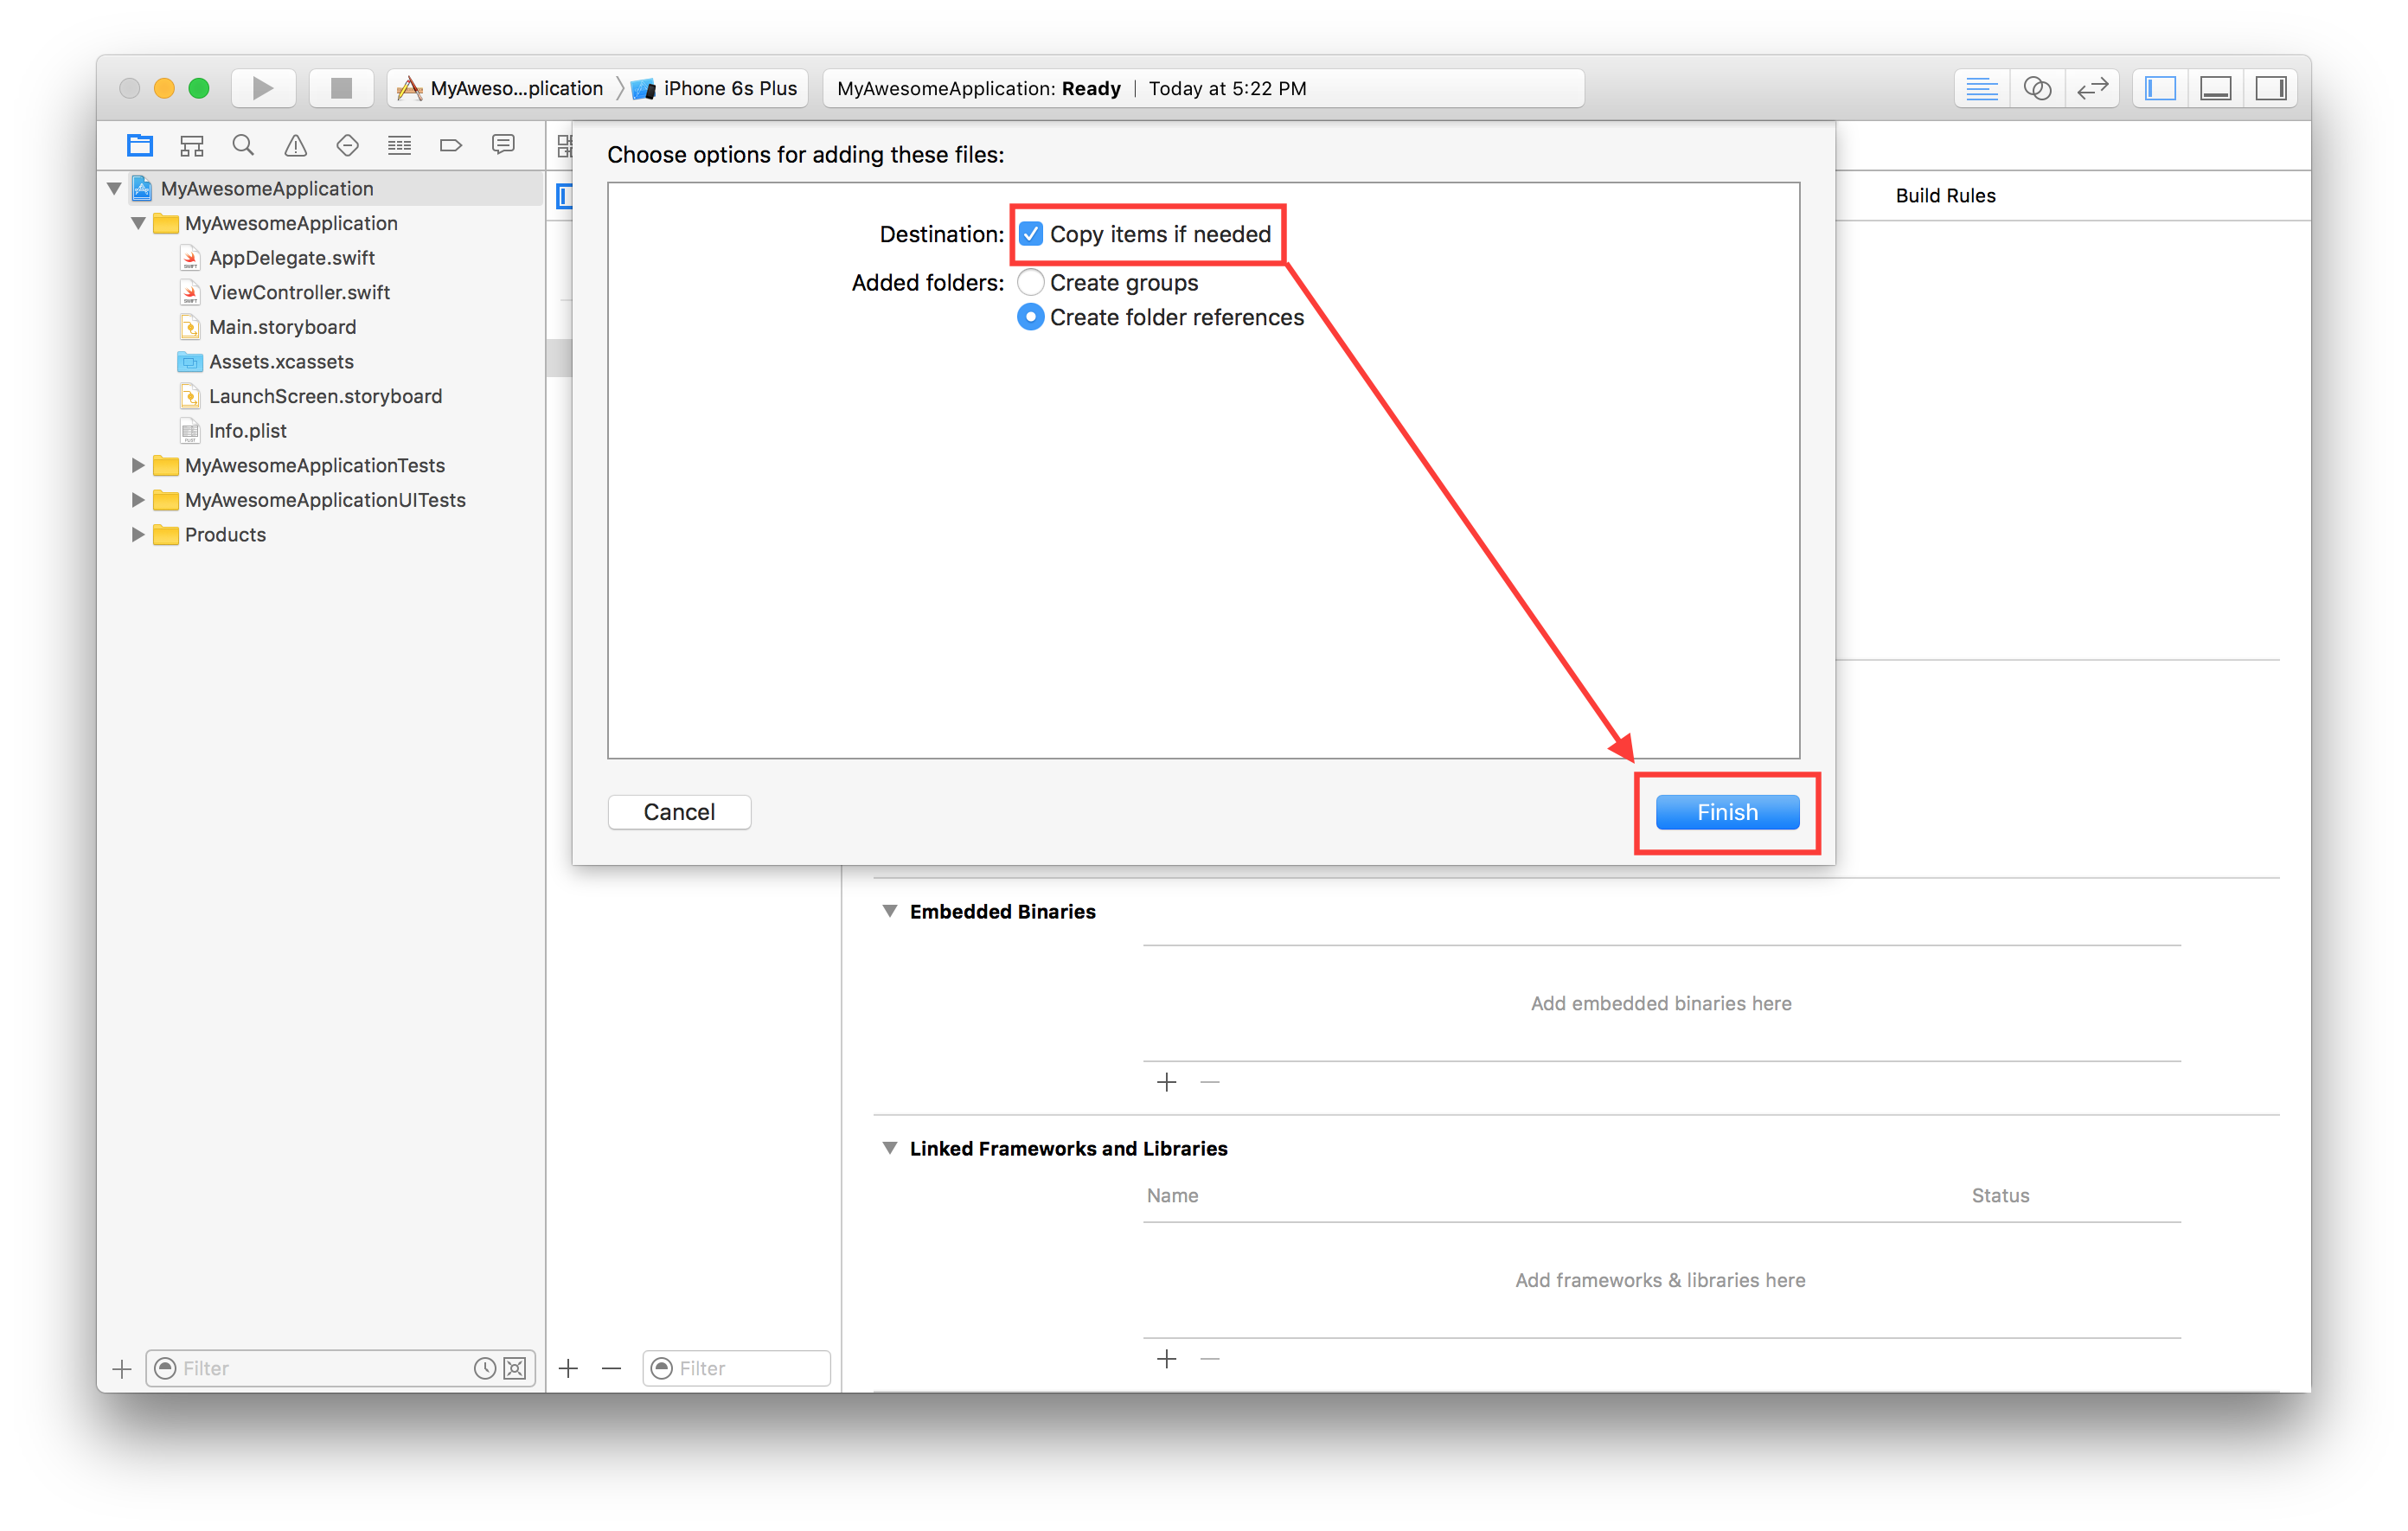 MyAweso...plication
iPhone 6s Plus
MyAwesomeApplication: Ready | Today at 5:22 PM
MyAwesomeApplication
MyAwesomeApplication
AppDelegate.swift
ViewController.swift
Main.storyboard
Assets.xcassets
LaunchScreen.storyboard
Info.plist
MyAwesomeApplicationTests
MyAwesomeApplicationUITests
Products
Filter
Choose options for adding these files:
Destination: Copy items if needed
Added folders: Create groups
Create folder references
Cancel
Finish
Build Rules
Embedded Binaries
Add embedded binaries here
Linked Frameworks and Libraries
Name Status
Add frameworks & libraries here
Filter